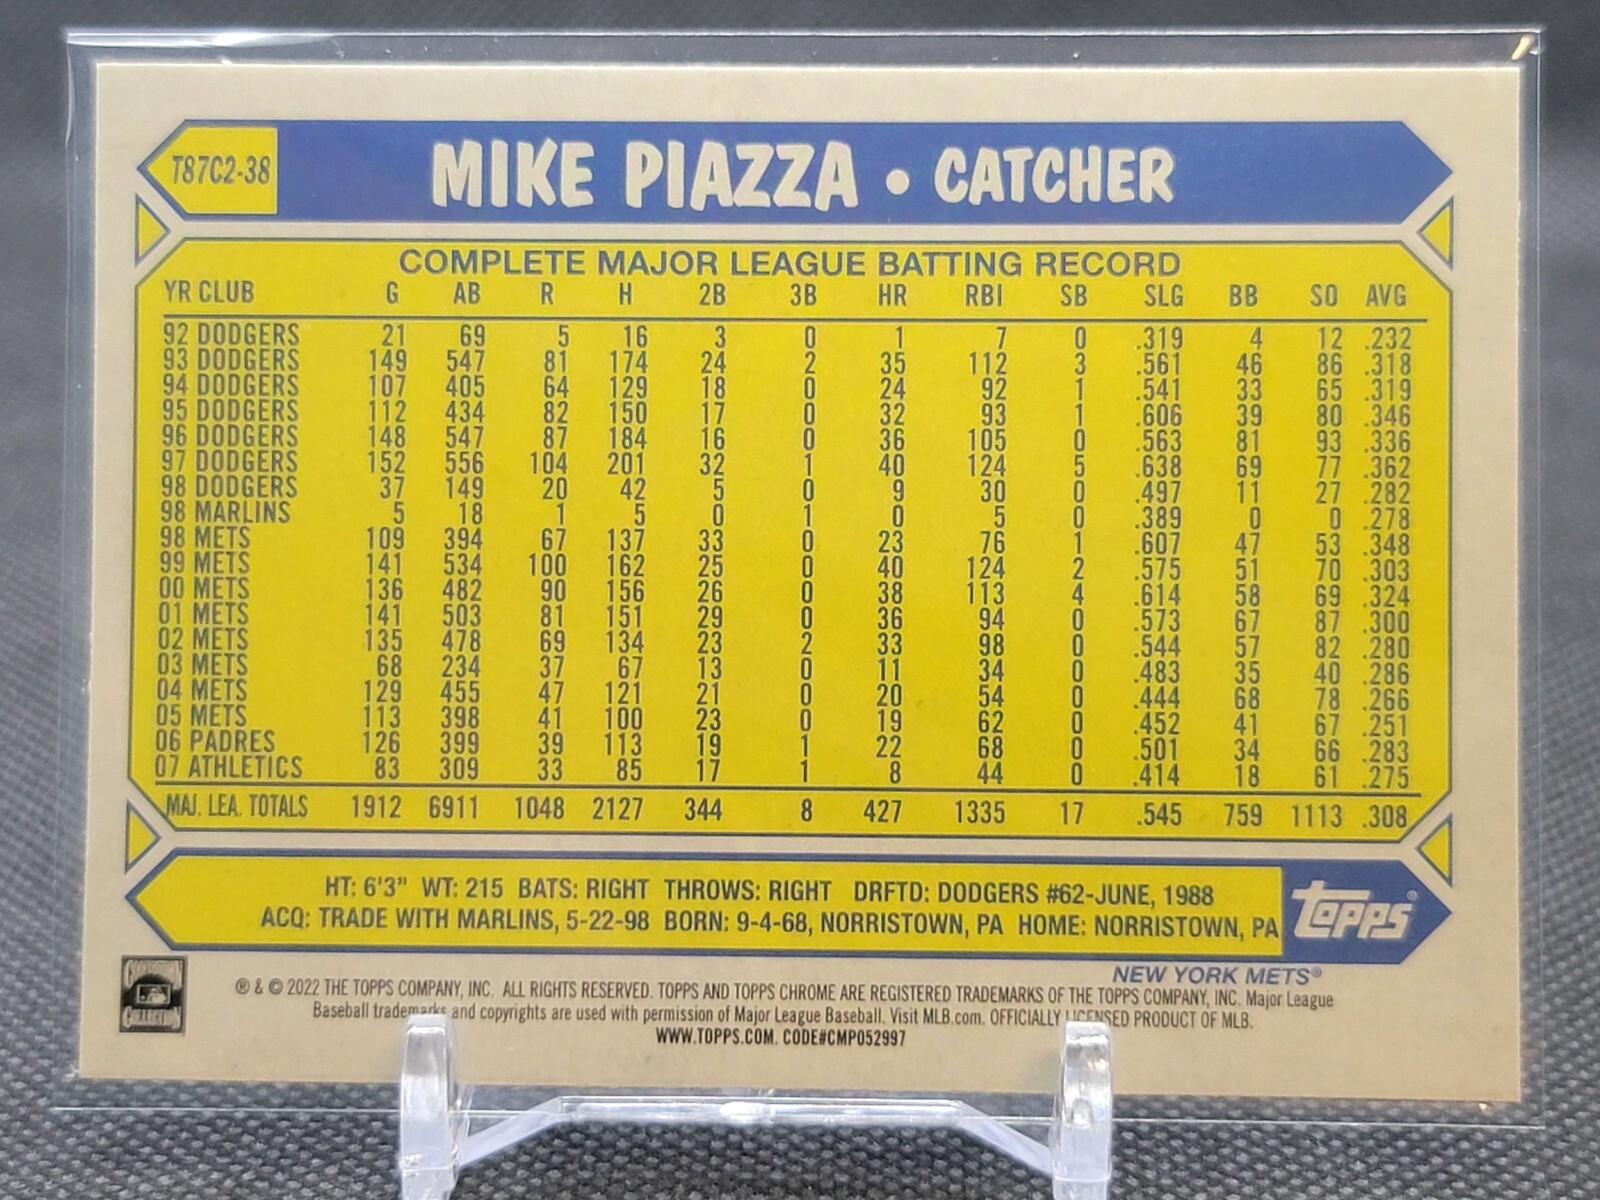 T87C2-38
MIKE PIAZZA • CATCHER
COMPLETE MAJOR LEAGUE BATTING RECORD
YR CLUB G AB R H 2B 3B HR RBI SB SLG BB SO AVG
92 DODGERS 21 69 5 16 3 0 1 7 0 .319 4 12 .232
93 DODGERS 149 547 81 174 24 2 35 112 3 .561 46 86 .318
94 DODGERS 107 405 64 129 18 0 24 92 1 .541 33 65 .319
95 DODGERS 112 434 82 150 17 0 32 93 1 .606 39 80 .346
96 DODGERS 148 547 87 184 16 0 36 105 0 .563 81 93 .336
97 DODGERS 152 556 104 201 32 1 40 124 5 .638 69 77 .362
98 DODGERS 37 149 20 42 5 0 9 30 0 .497 11 27 .282
98 MARLINS 5 18 1 5 0 1 0 5 0 .389 0 0 .278
98 METS 109 394 67 137 33 0 23 76 1 .607 47 53 .348
99 METS 141 534 100 162 25 0 40 124 2 .575 51 70 .303
00 METS 136 482 90 156 26 0 38 113 4 .614 58 69 .324
01 METS 141 503 81 151 29 0 36 94 0 .573 67 87 .300
02 METS 135 478 69 134 23 2 33 98 0 .544 57 82 .280
03 METS 68 234 37 67 13 0 11 34 0 .483 35 40 .286
04 METS 129 455 47 121 21 0 20 54 0 .444 68 78 .266
05 METS 113 398 41 100 23 0 19 62 0 .452 41 67 .251
06 PADRES 126 399 39 113 19 1 22 68 0 .501 34 66 .283
07 ATHLETICS 83 309 33 85 17 1 8 44 0 .414 18 61 .275
MAJ. LEA. TOTALS 1912 6911 1048 2127 344 8 427 1335 17 .545 759 1113 .308
HT: 6'3" WT: 215 BATS: RIGHT THROWS: RIGHT DRFTD: DODGERS #62-JUNE, 1988
ACQ: TRADE WITH MARLINS, 5-22-98 BORN: 9-4-68, NORRISTOWN, PA HOME: NORRISTOWN, PA
Topps®
NEW YORK METS®
COOPERSTOWN
COLLECTION
® & © 2022 THE TOPPS COMPANY, INC. ALL RIGHTS RESERVED. TOPPS AND TOPPS CHROME ARE REGISTERED TRADEMARKS OF THE TOPPS COMPANY, INC. Major League
Baseball trademarks and copyrights are used with permission of Major League Baseball. Visit MLB.com. OFFICIALLY LICENSED PRODUCT OF MLB.
WWW.TOPPS.COM. CODE#CMP052997